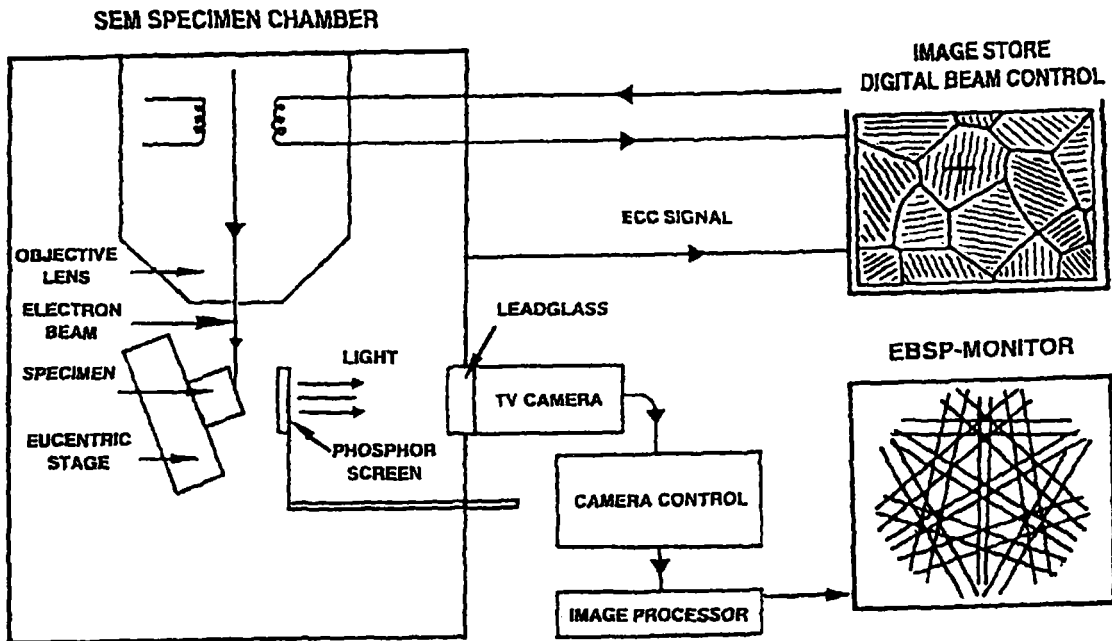 SEM SPECIMEN CHAMBER
IMAGE STORE
DIGITAL BEAM CONTROL
ECC SIGNAL
OBJECTIVE
LENS
ELECTRON
BEAM
SPECIMEN
EUCENTRIC
STAGE
LIGHT
PHOSPHOR
SCREEN
LEADGLASS
TV CAMERA
CAMERA CONTROL
IMAGE PROCESSOR
EBSP-MONITOR